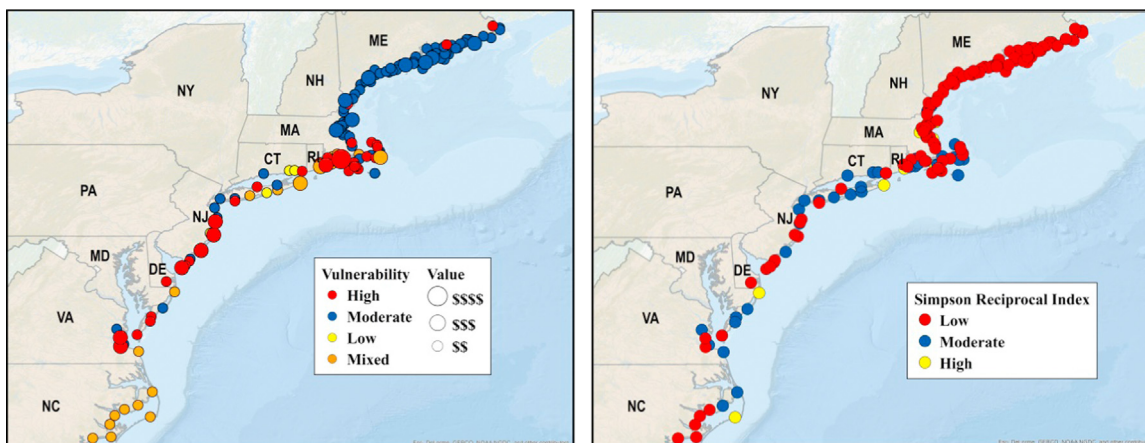 ME
NH
NY
MA
CT
RI
PA
NJ
MD
DE
VA
NC
Vulnerability Value
High
Moderate
Low
Mixed
$$$$
$$$
$$
ME
NH
NY
MA
CT
RI
PA
NJ
MD
DE
VA
NC
Simpson Reciprocal Index
Low
Moderate
High